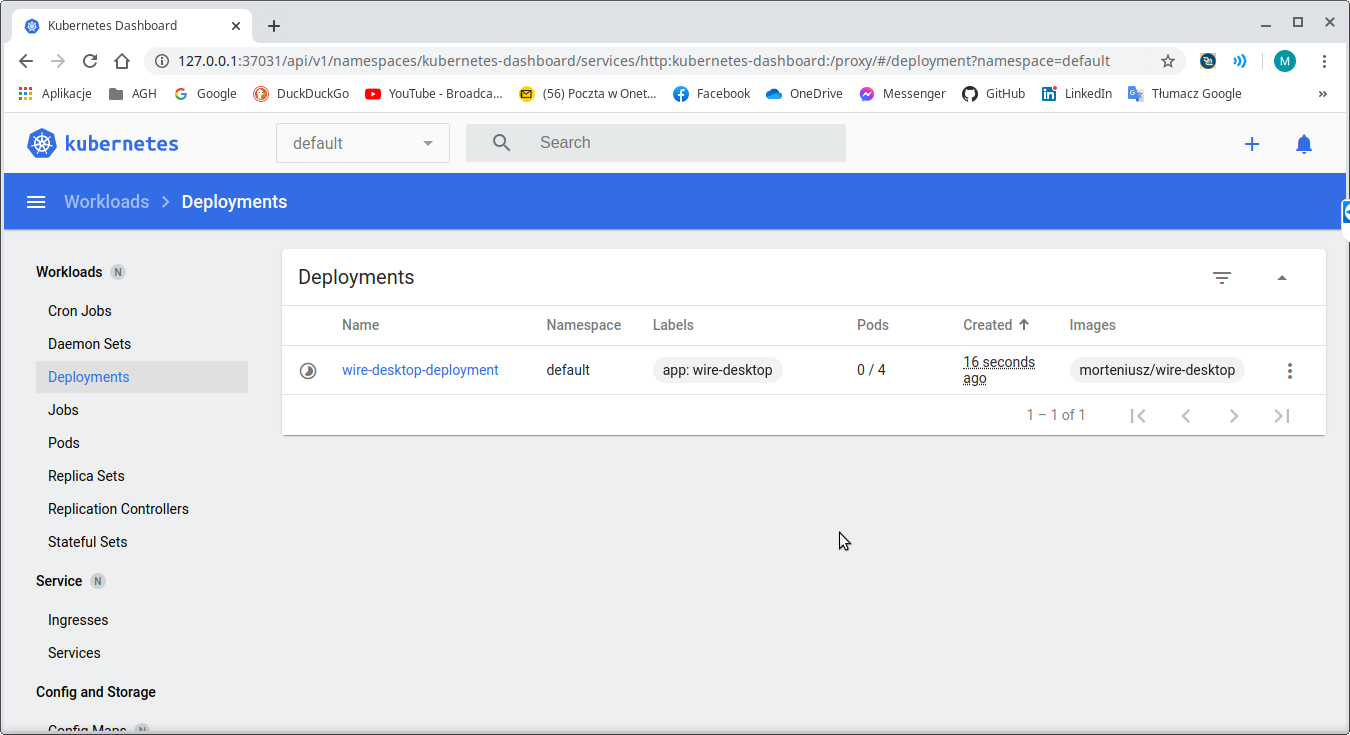 Kubernetes Dashboard
127.0.0.1:37031/api/v1/namespaces/kubernetes-dashboard/services/http:kubernetes-dashboard:/proxy/#/deployment?namespace=default
M
Aplikacje AGH Google DuckDuckGo YouTube - Broadca... (56) Poczta w Onet... Facebook OneDrive Messenger GitHub LinkedIn Tłumacz Google »
kubernetes default Search
Workloads Deployments
Workloads N
Cron Jobs
Daemon Sets
Deployments
Jobs
Pods
Replica Sets
Replication Controllers
Stateful Sets
Service N
Ingresses
Services
Config and Storage
Config Maps N
Deployments
Name Namespace Labels Pods Created Images
wire-desktop-deployment default app: wire-desktop 0 / 4 16 seconds ago morteniusz/wire-desktop
1 – 1 of 1